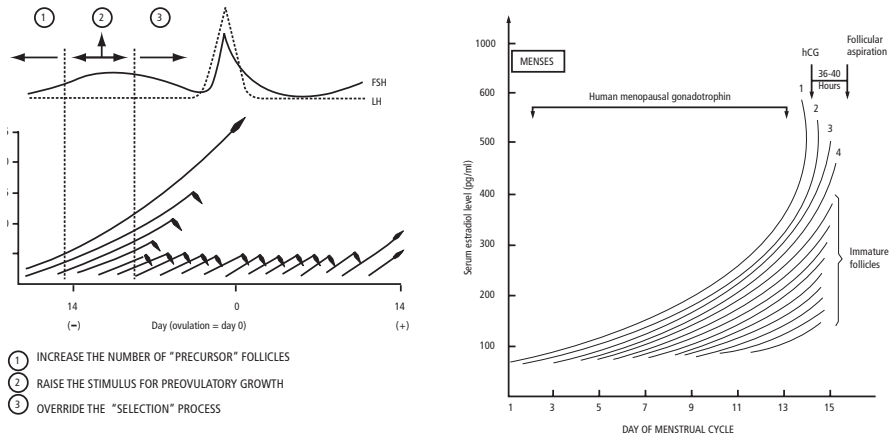 1
2
3
FSH
LH
14
0
14
(−)
Day (ovulation = day 0)
(+)
1 INCREASE THE NUMBER OF "PRECURSOR" FOLLICLES
2 RAISE THE STIMULUS FOR PREOVULATORY GROWTH
3 OVERRIDE THE "SELECTION" PROCESS
Serum estradiol level (pg/ml)
1000
600
500
400
300
200
100
MENSES
Human menopausal gonadotrophin
hCG
Follicular
aspiration
36-40
Hours
1
2
3
4
Immature
follicles
1
3
5
7
9
11
13
15
DAY OF MENSTRUAL CYCLE